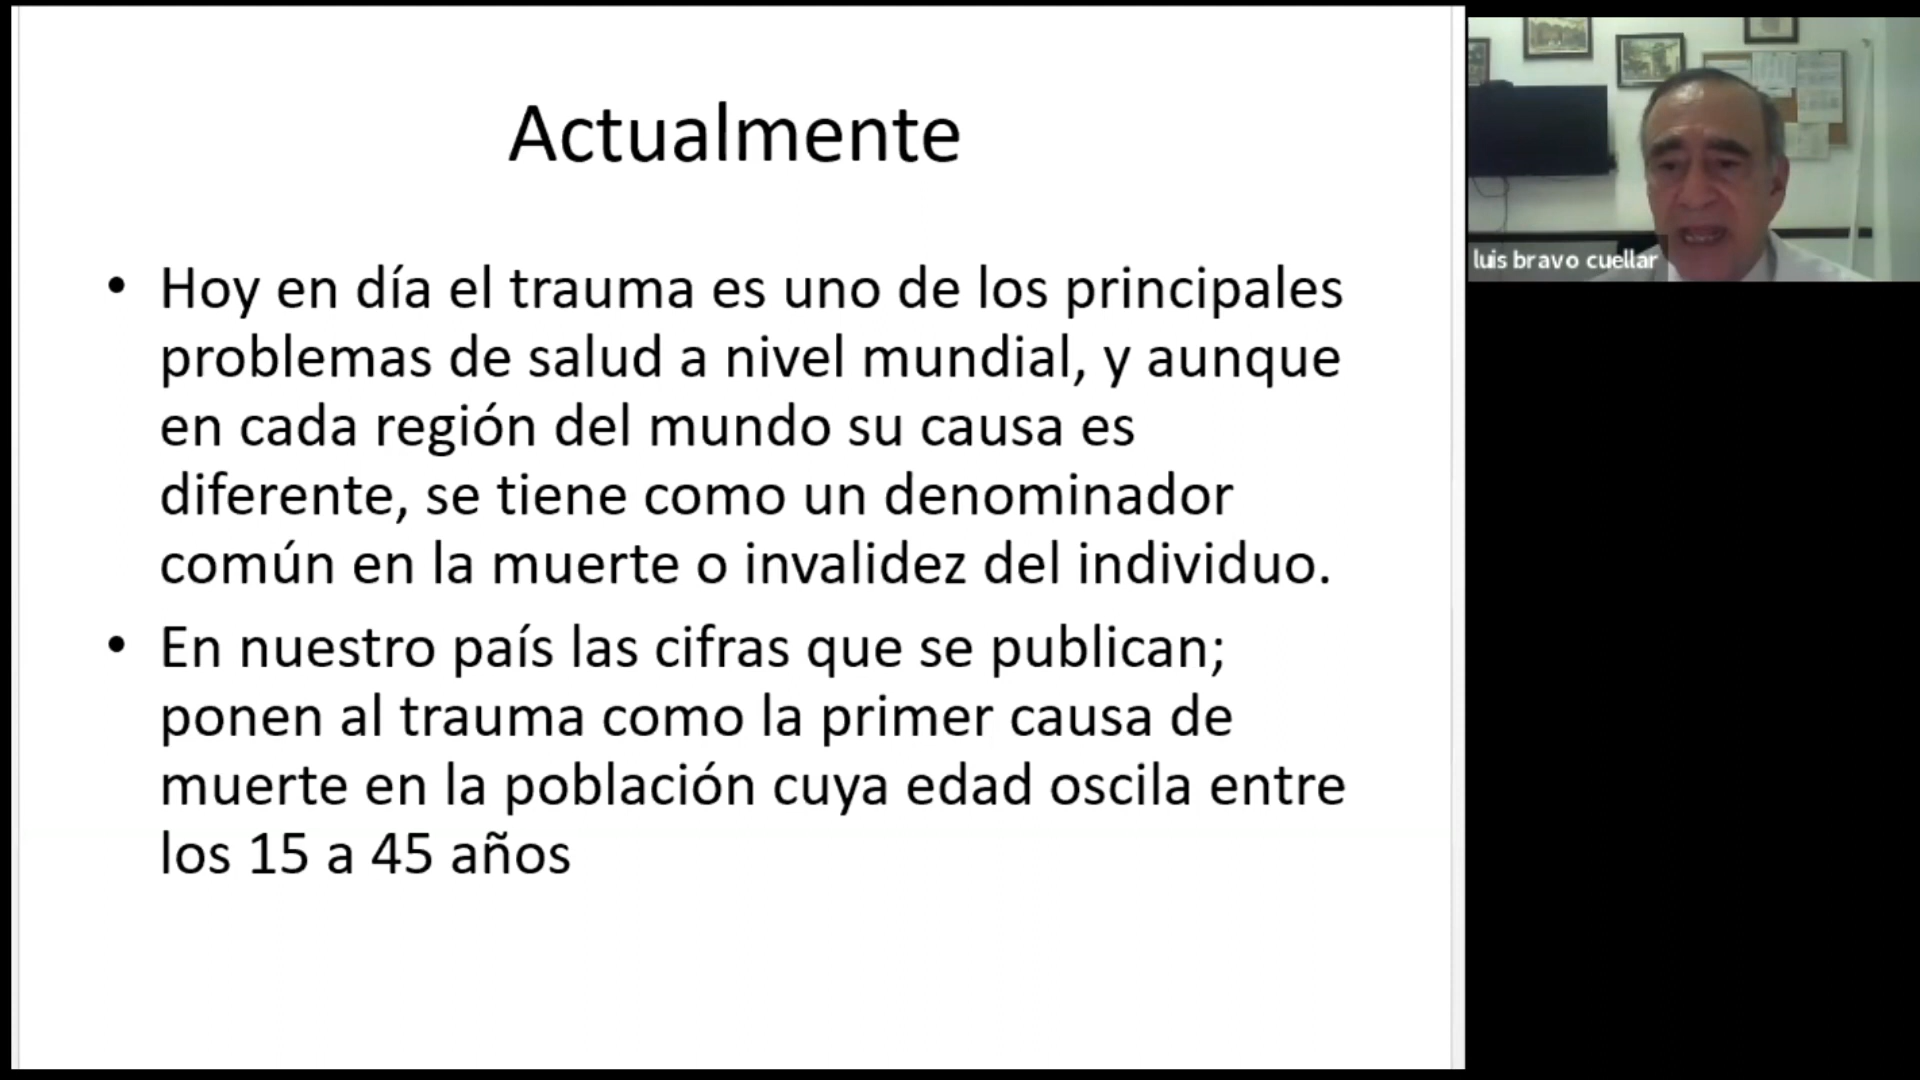 Actualmente
• Hoy en día el trauma es uno de los principales
problemas de salud a nivel mundial, y aunque
en cada región del mundo su causa es
diferente, se tiene como un denominador
común en la muerte o invalidez del individuo.
• En nuestro país las cifras que se publican;
ponen al trauma como la primer causa de
muerte en la población cuya edad oscila entre
los 15 a 45 años
luis bravo cuellar